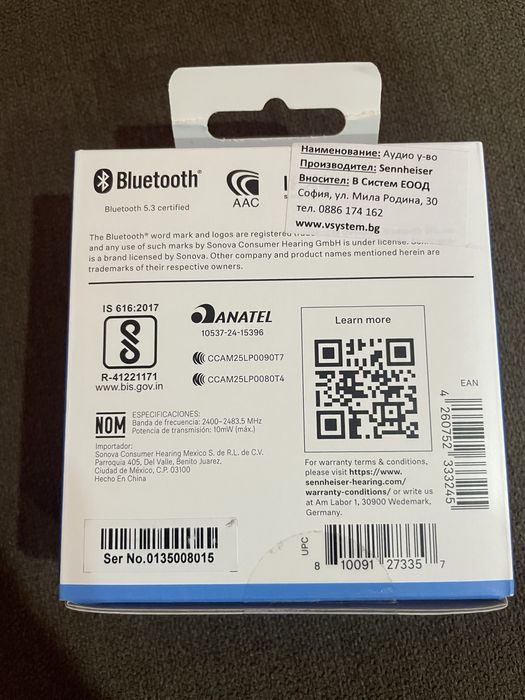 Наименование: Аудио у-во
Производител: Sennheiser
Вносител: В Систем ЕООД
София, ул. Мила Родина, 30
тел. 0886 174 162
www.vsystem.bg
Bluetooth®
AAC
Bluetooth 5.3 certified
The Bluetooth® word mark and logos are registered
and any use of such marks by Sonova Consumer Hearing GmbH is under license.
is a brand licensed by Sonova. Other company and product names mentioned herein are
trademarks of their respective owners.
IS 616:2017
R-41221171
www.bis.gov.in
ANATEL
10537-24-15396
CCAM25LP0090T7
CCAM25LP0080T4
Learn more
EAN
4 260752 333245
NOM
ESPECIFICACIONES:
Banda de frecuencia: 2400-2483.5 MHz
Potencia de transmisión: 10mW (máx.)
Importador:
Sonova Consumer Hearing Mexico S. de R.L. de C.V.
Parroquia 405, Del Valle, Benito Juarez,
Ciudad de México, C.P. 03100
Hecho En China
For warranty terms & conditions,
please visit https://www.
sennheiser-hearing.com/
warranty-conditions/ or write us
at Am Labor 1, 30900 Wedemark,
Germany.
Ser No.0135008015
UPC
8 10091 27335 7